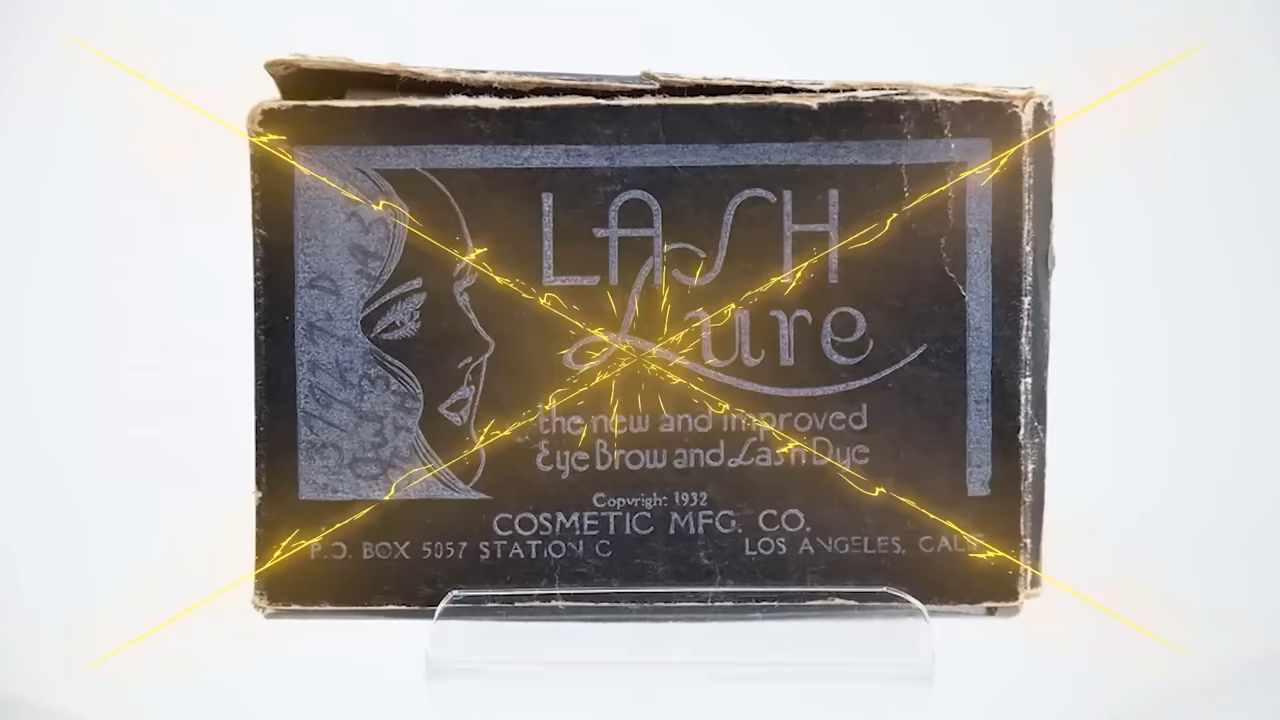 LASH
Lure
the new and improved
Eye Brow and Lash Dye
Copyright 1932
COSMETIC MFG. CO.
P.O. BOX 5057 STATION C LOS ANGELES, CALIF.